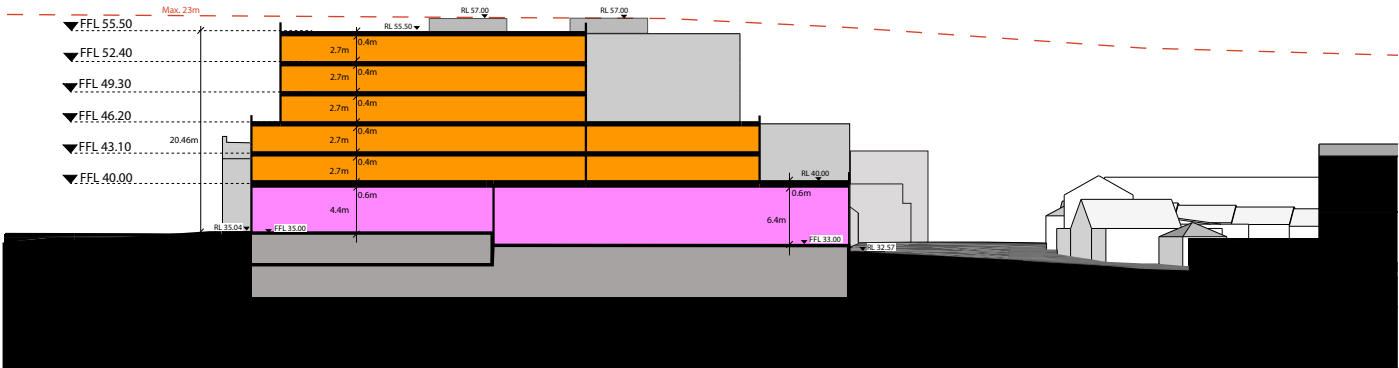 Max. 23m
RL 57.00
RL 57.00
FFL 55.50
RL 55.50
0.4m
2.7m
FFL 52.40
0.4m
2.7m
FFL 49.30
0.4m
2.7m
FFL 46.20
0.4m
2.7m
20.46m
FFL 43.10
0.4m
2.7m
FFL 40.00
RL 40.00
0.6m
0.6m
4.4m
6.4m
RL 35.04
FFL 35.00
FFL 33.00
RL 32.57